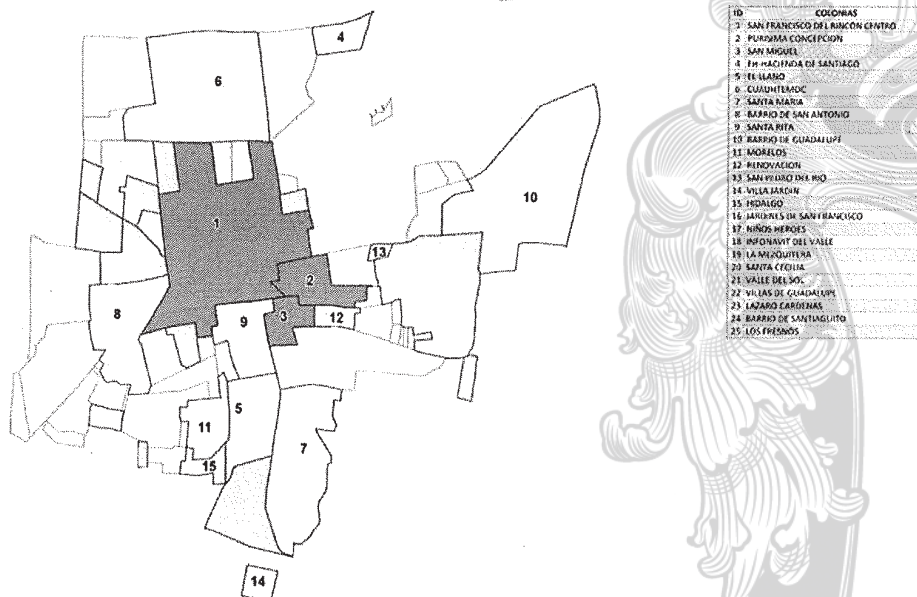 4
6
10
1
13
2
8
3
9
12
5
11
7
15
14
ID COLONIAS
1 SAN FRANCISCO DEL RINCON CENTRO
2 PURISIMA CONCEPCION
3 SAN MIGUEL
4 EX-HACIENDA DE SANTIAGO
5 EL LLANO
6 CUAUHTEMOC
7 SANTA MARIA
8 BARRIO DE SAN ANTONIO
9 SANTA RITA
10 BARRIO DE GUADALUPE
11 MORELOS
12 RENOVACION
13 SAN PEDRO DEL RIO
14 VILLA JARDIN
15 HIDALGO
16 JARDINES DE SAN FRANCISCO
17 NIÑOS HEROES
18 INFONAVIT DEL VALLE
19 LA MEZQUITERA
20 SANTA CECILIA
21 VALLE DEL SOL
22 VILLAS DE GUADALUPE
23 LAZARO CARDENAS
24 BARRIO DE SANTIAGUITO
25 LOS FRESNOS